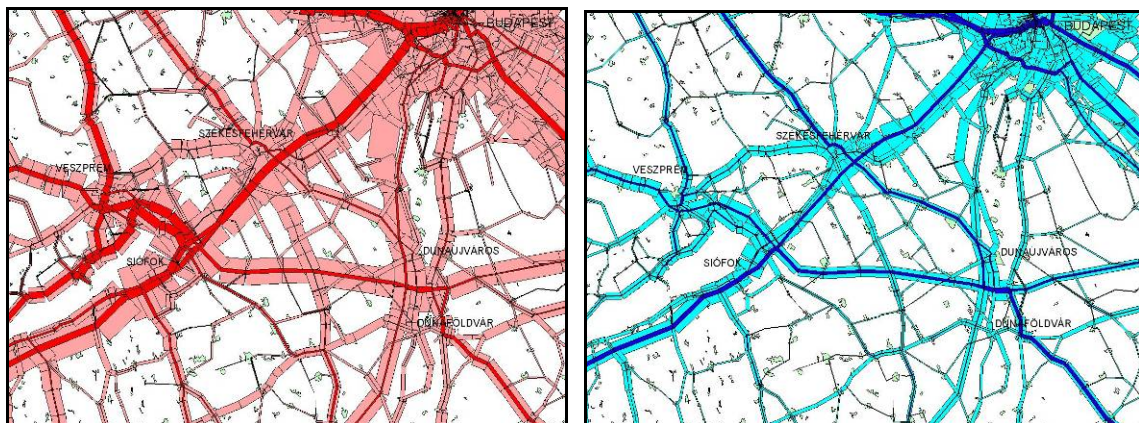 BUDAPEST
SZÉKESFEHÉRVÁR
VESZPRÉM
SIÓFOK
DUNAÚJVÁROS
DUNAFÖLDVÁR
BUDAPEST
SZÉKESFEHÉRVÁR
VESZPRÉM
SIÓFOK
DUNAÚJVÁROS
DUNAFÖLDVÁR